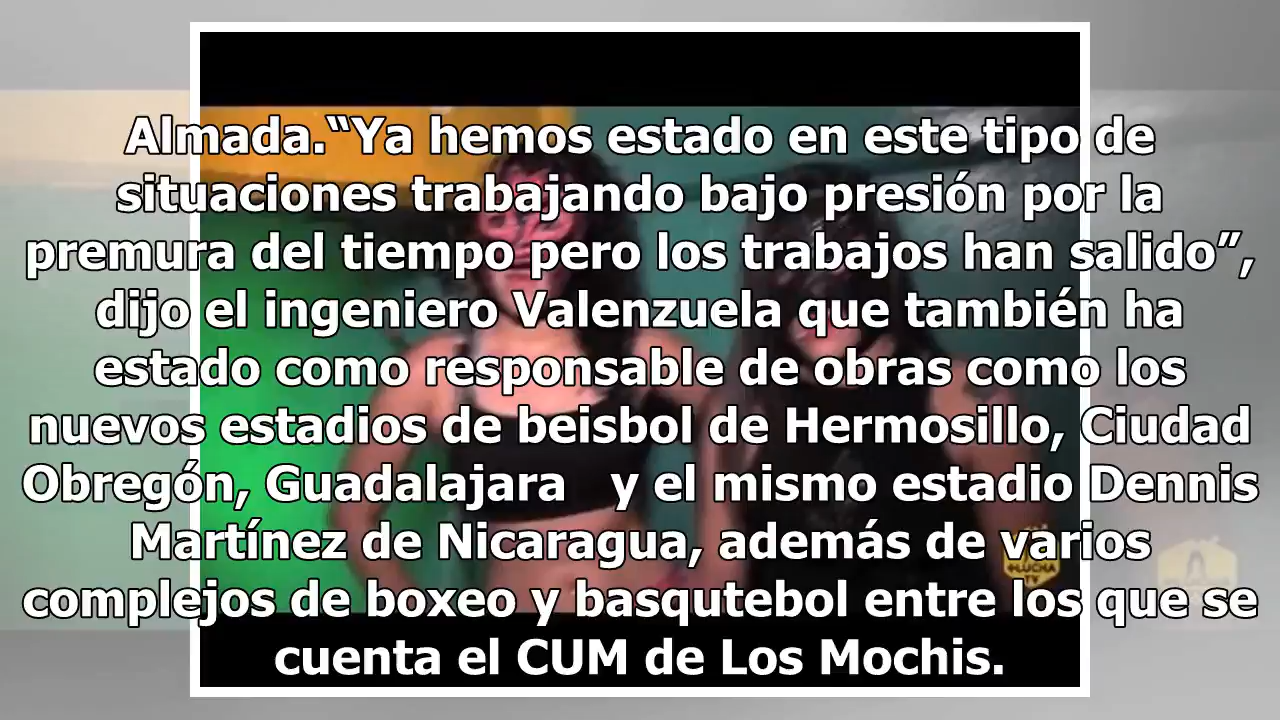 Almada.“Ya hemos estado en este tipo de
situaciones trabajando bajo presión por la
premura del tiempo pero los trabajos han salido”,
dijo el ingeniero Valenzuela que también ha
estado como responsable de obras como los
nuevos estadios de beisbol de Hermosillo, Ciudad
Obregón, Guadalajara   y el mismo estadio Dennis
Martínez de Nicaragua, además de varios
complejos de boxeo y basqutebol entre los que se
cuenta el CUM de Los Mochis.
+LUCHA
TV